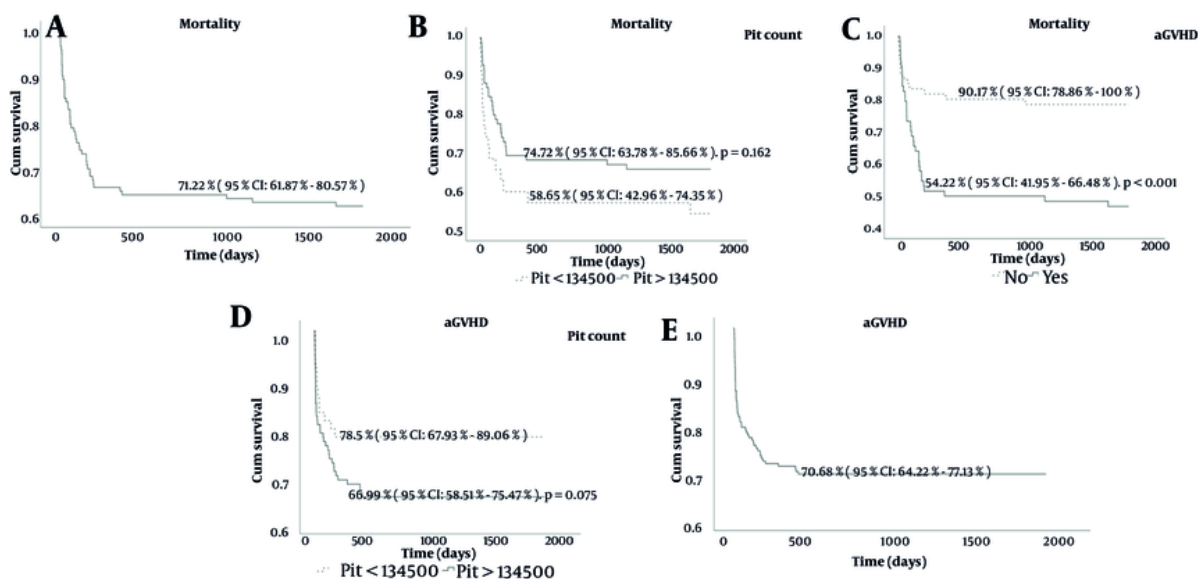 A
Mortality
Cum survival
1.0
0.9
0.8
0.7
0.6
71.22 % ( 95 % CI: 61.87 % - 80.57 % )
0
500
1000
1500
2000
Time (days)
B
Mortality
Pit count
Cum survival
1.0
0.9
0.8
0.7
0.6
0.5
74.72 % ( 95 % CI: 63.78 % - 85.66 % ). p = 0.162
58.65 % ( 95 % CI: 42.96 % - 74.35 % )
0
500
1000
1500
2000
Time (days)
Pit < 134500 Pit > 134500
C
Mortality
aGVHD
Cum survival
1.0
0.9
0.8
0.7
0.6
0.5
0.4
90.17 % ( 95 % CI: 78.86 % - 100 % )
54.22 % ( 95 % CI: 41.95 % - 66.48 % ). p < 0.001
0
500
1000
1500
2000
Time (days)
No Yes
D
aGVHD
Pit count
Cum survival
1.0
0.9
0.8
0.7
0.6
78.5 % ( 95 % CI: 67.93 % - 89.06 % )
66.99 % ( 95 % CI: 58.51 % - 75.47 % ). p = 0.075
0
500
1000
1500
2000
Time (days)
Pit < 134500 Pit > 134500
E
aGVHD
Cum survival
1.0
0.9
0.8
0.7
0.6
70.68 % ( 95 % CI: 64.22 % - 77.13 % )
0
500
1000
1500
2000
Time (days)